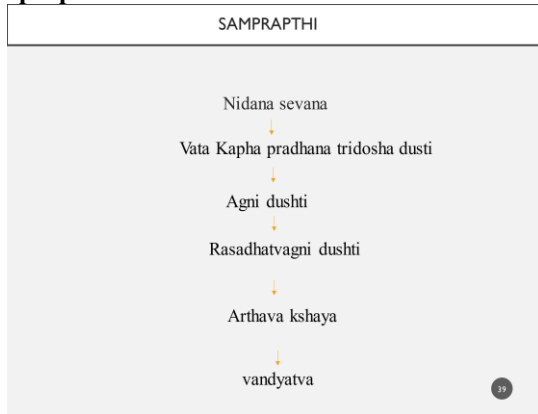 SAMPRAPTHI
Nidana sevana
Vata Kapha pradhana tridosha dusti
Agni dushti
Rasadhatvagni dushti
Arthava kshaya
vandyatva
39